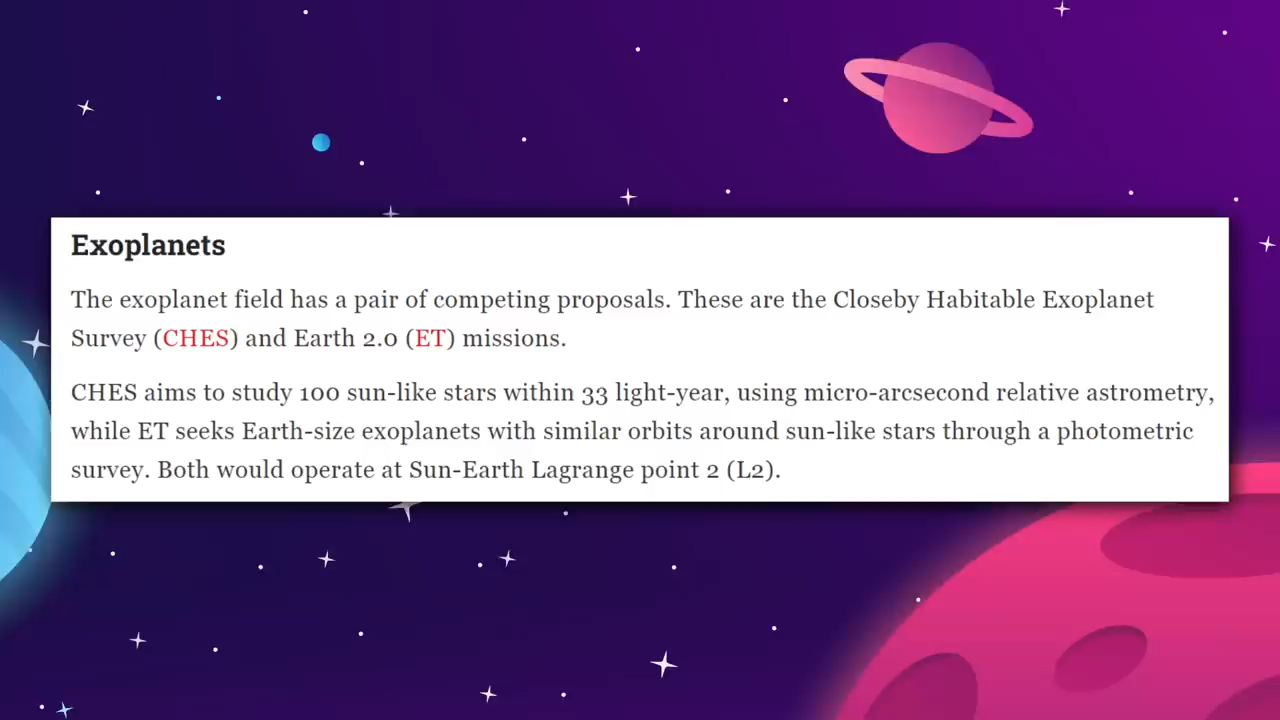 Exoplanets
The exoplanet field has a pair of competing proposals. These are the Closeby Habitable Exoplanet
Survey (CHES) and Earth 2.0 (ET) missions.
CHES aims to study 100 sun-like stars within 33 light-year, using micro-arcsecond relative astrometry,
while ET seeks Earth-size exoplanets with similar orbits around sun-like stars through a photometric
survey. Both would operate at Sun-Earth Lagrange point 2 (L2).